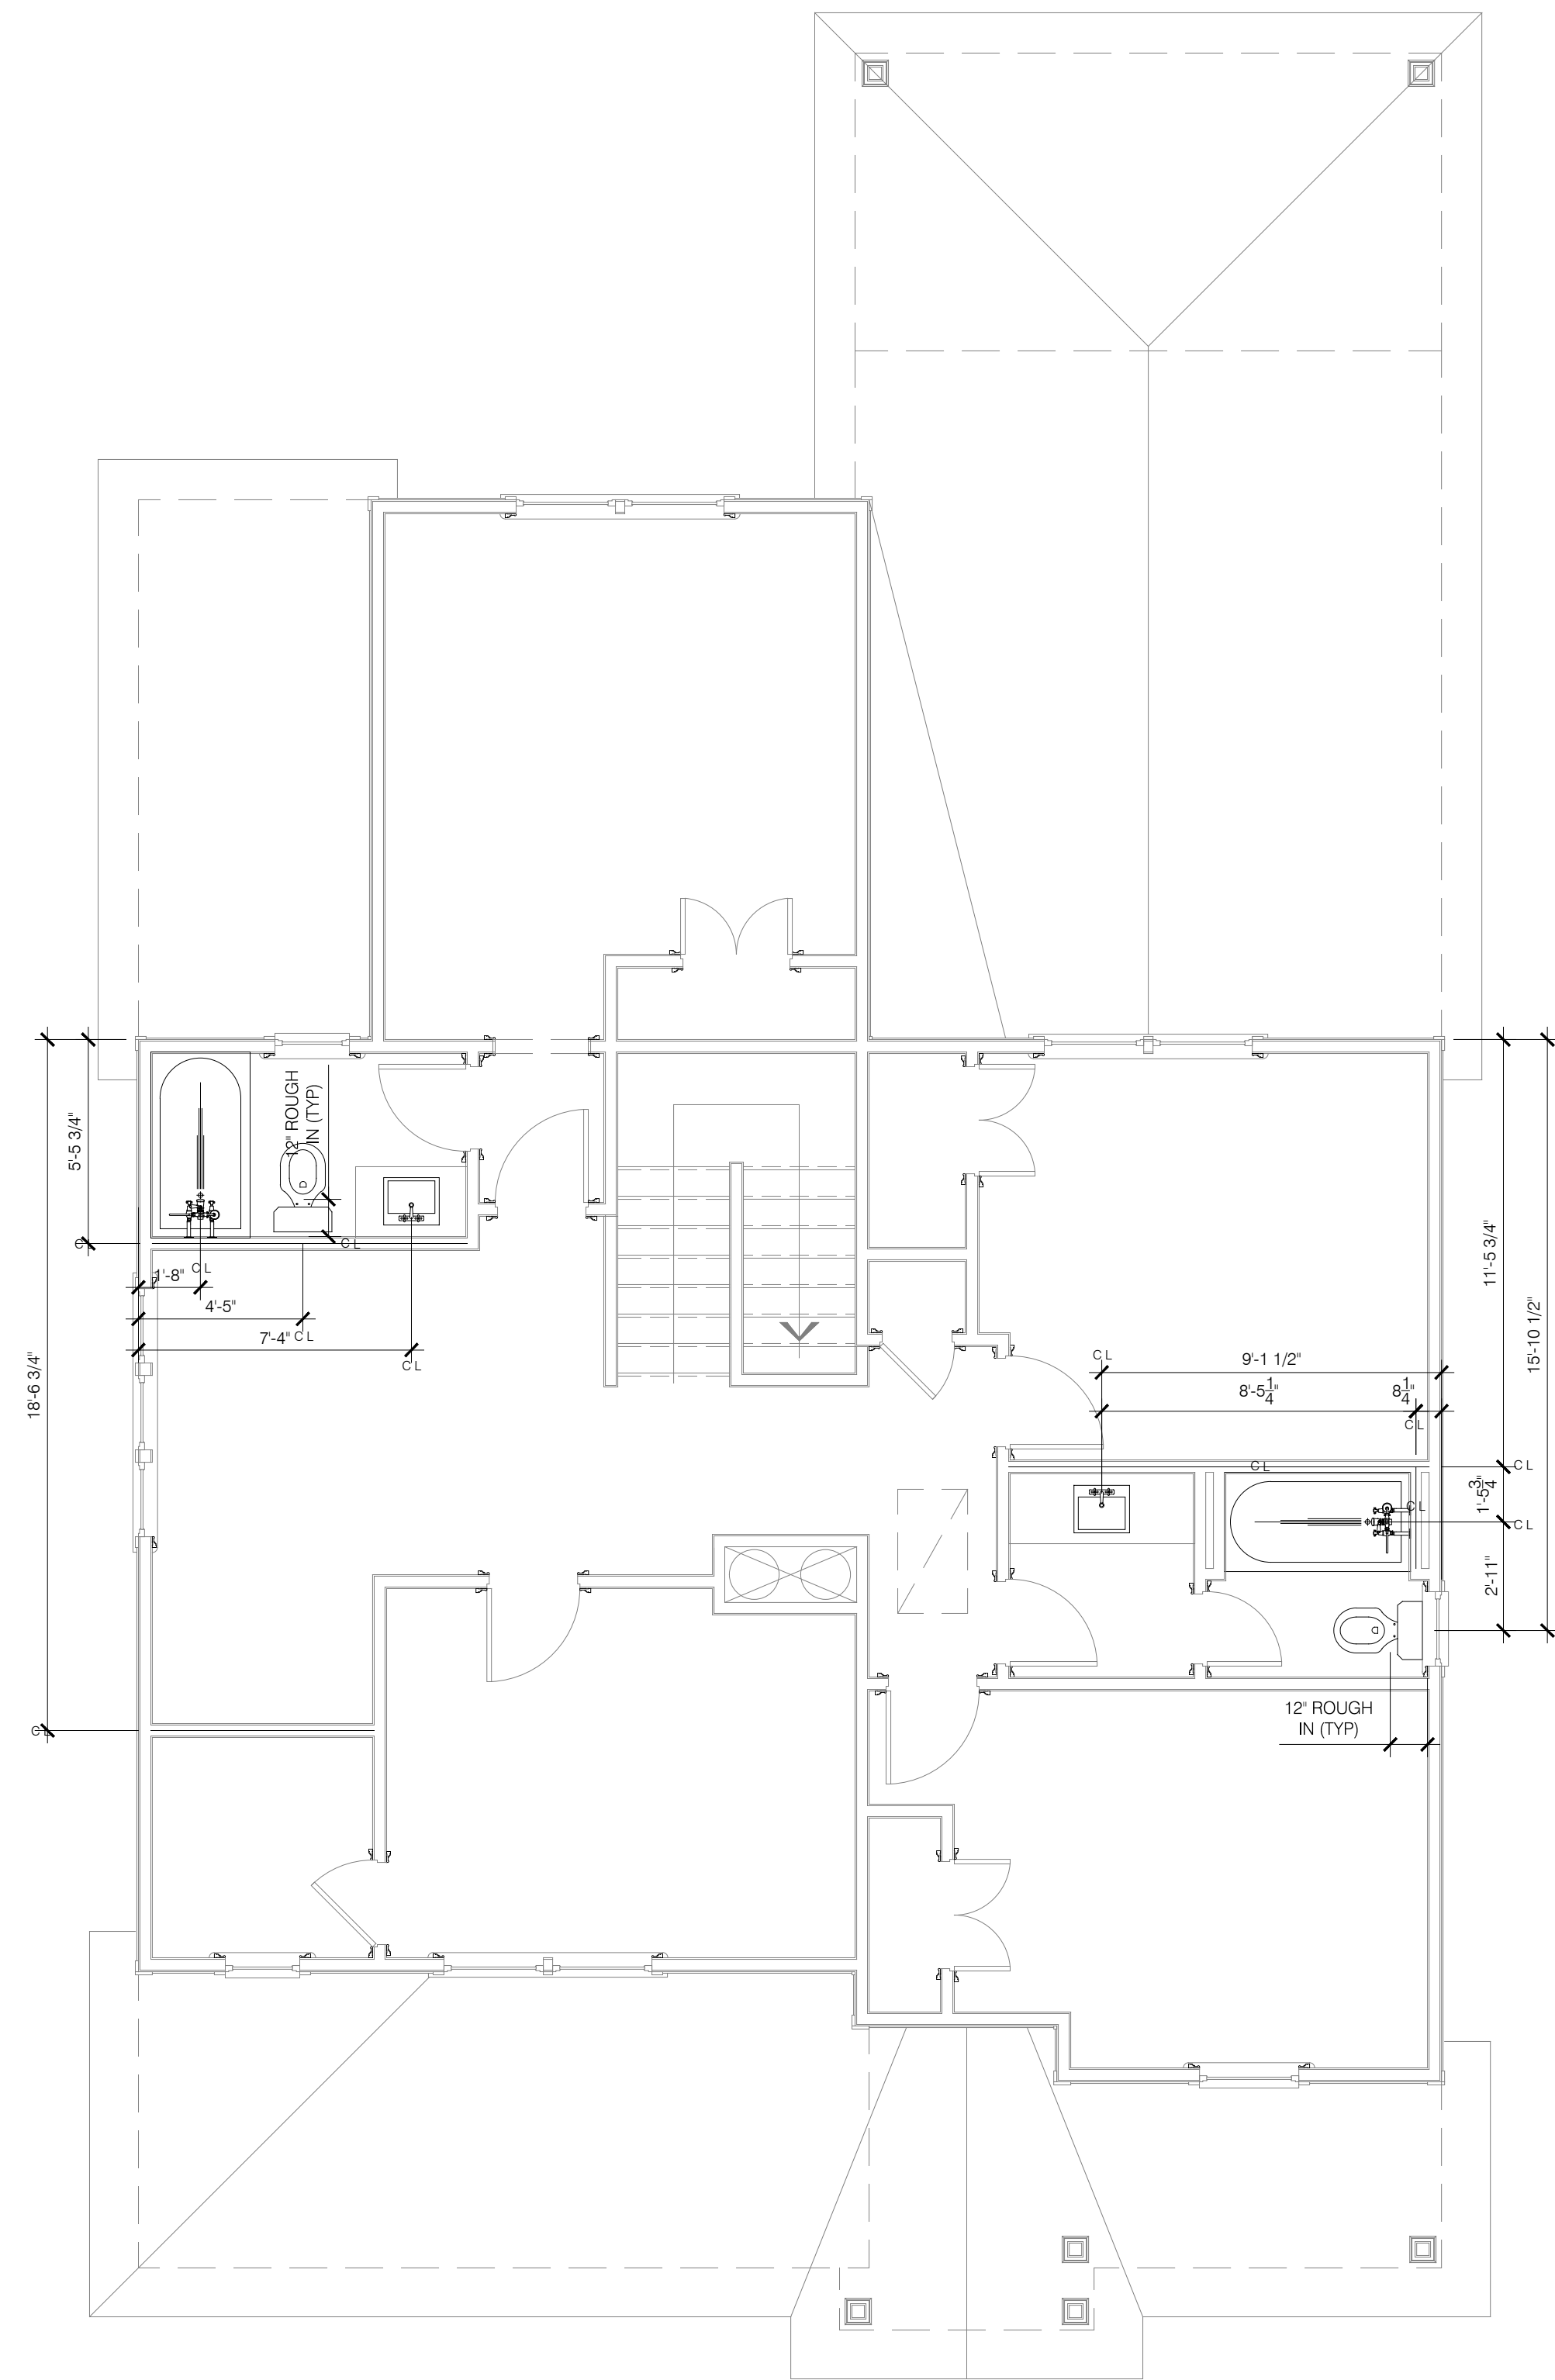 12" ROUGH
IN (TYP)
5'-5 3/4"
C L
C L
C L
1'-8"
4'-5"
7'-4"
C L
C L
18'-6 3/4"
C L
11'-5 3/4"
15'-10 1/2"
C L
9'-1 1/2"
8'-5 1/4"
8 1/4"
C L
C L
C L
1'-5 3/4"
C L
C L
2'-11"
12" ROUGH
IN (TYP)